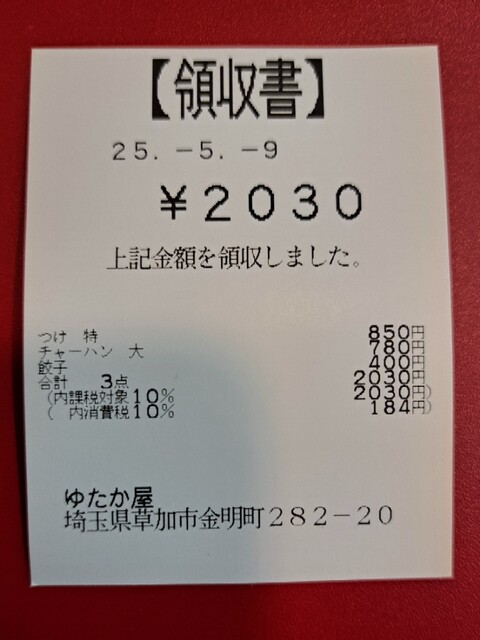 【領収書】
25.-5.-9
¥2030
上記金額を領収しました。
つけ 特 850円
チャーハン 大 780円
餃子 400円
合計 3点 2030円
(内課税対象10% 2030円)
( 内消費税10% 184円)
ゆたか屋
埼玉県草加市金明町282-20